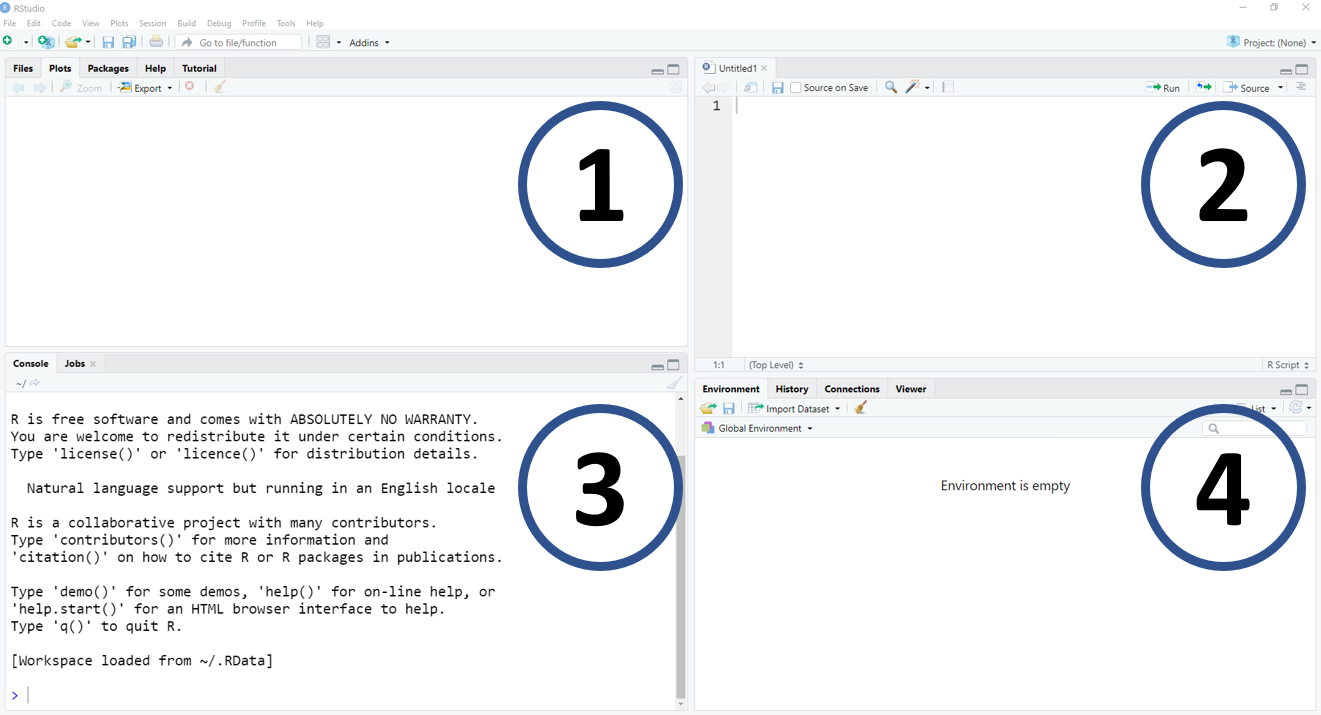 RStudio
File Edit Code View Plots Session Build Debug Profile Tools Help
Go to file/function Addins Project: (None)
Files Plots Packages Help Tutorial
Zoom Export
1
Untitled1
Source on Save Run Source
1
2
1:1 (Top Level) R Script
Console Jobs
~/
R is free software and comes with ABSOLUTELY NO WARRANTY.
You are welcome to redistribute it under certain conditions.
Type 'license()' or 'licence()' for distribution details.
Natural language support but running in an English locale
R is a collaborative project with many contributors.
Type 'contributors()' for more information and
'citation()' on how to cite R or R packages in publications.
Type 'demo()' for some demos, 'help()' for on-line help, or
'help.start()' for an HTML browser interface to help.
Type 'q()' to quit R.
[Workspace loaded from ~/.RData]
>
3
Environment History Connections Viewer
Import Dataset List
Global Environment
Environment is empty
4